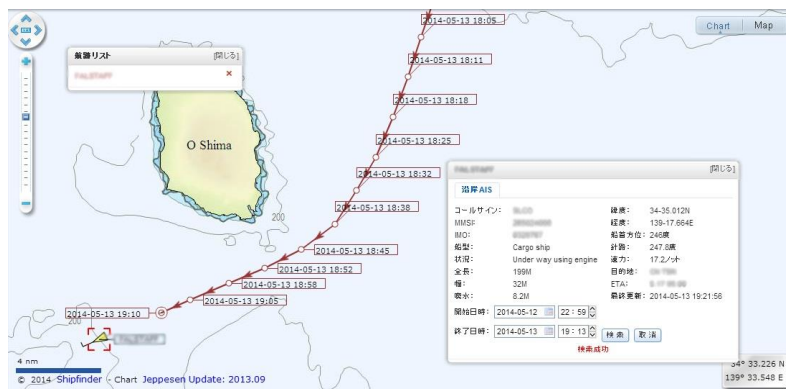 2014-05-13 18:05
Chart
Map
航跡リスト
[閉じる]
2014-05-13 18:11
2014-05-13 18:18
O Shima
2014-05-13 18:25
2014-05-13 18:32
2014-05-13 18:38
200
2014-05-13 18:45
2014-05-13 18:52
2014-05-13 18:58
2014-05-13 19:05
2014-05-13 19:10
200
[閉じる]
沿岸AIS
コールサイン: 緯度: 34-35.012N
MMSI: 経度: 139-17.664E
IMO: 船首方位: 246度
船型: Cargo ship 針路: 247.8度
状況: Under way using engine 速力: 17.2ノット
全長: 199M 目的地:
幅: 32M ETA:
喫水: 8.2M 最終更新: 2014-05-13 19:21:56
開始日時: 2014-05-12 22:59
終了日時: 2014-05-13 19:13 検索 取消
検索成功
4 nm
© 2014 Shipfinder - Chart Jeppesen Update: 2013.09
34° 33.226 N
139° 33.548 E